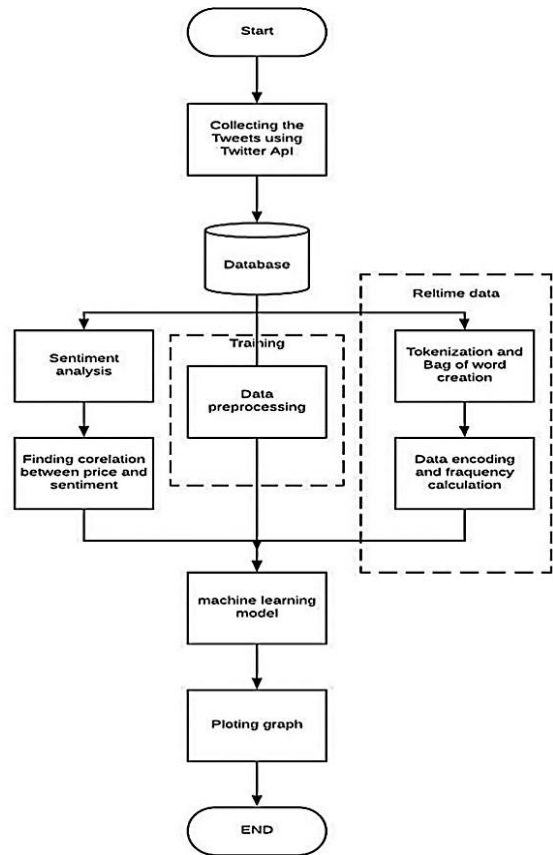 Start
Collecting the
Tweets using
Twitter ApI
Database
Reltime data
Training
Sentiment
analysis
Data
preprocessing
Tokenization and
Bag of word
creation
Finding corelation
between price and
sentiment
Data encoding
and fraquency
calculation
machine learning
model
Ploting graph
END